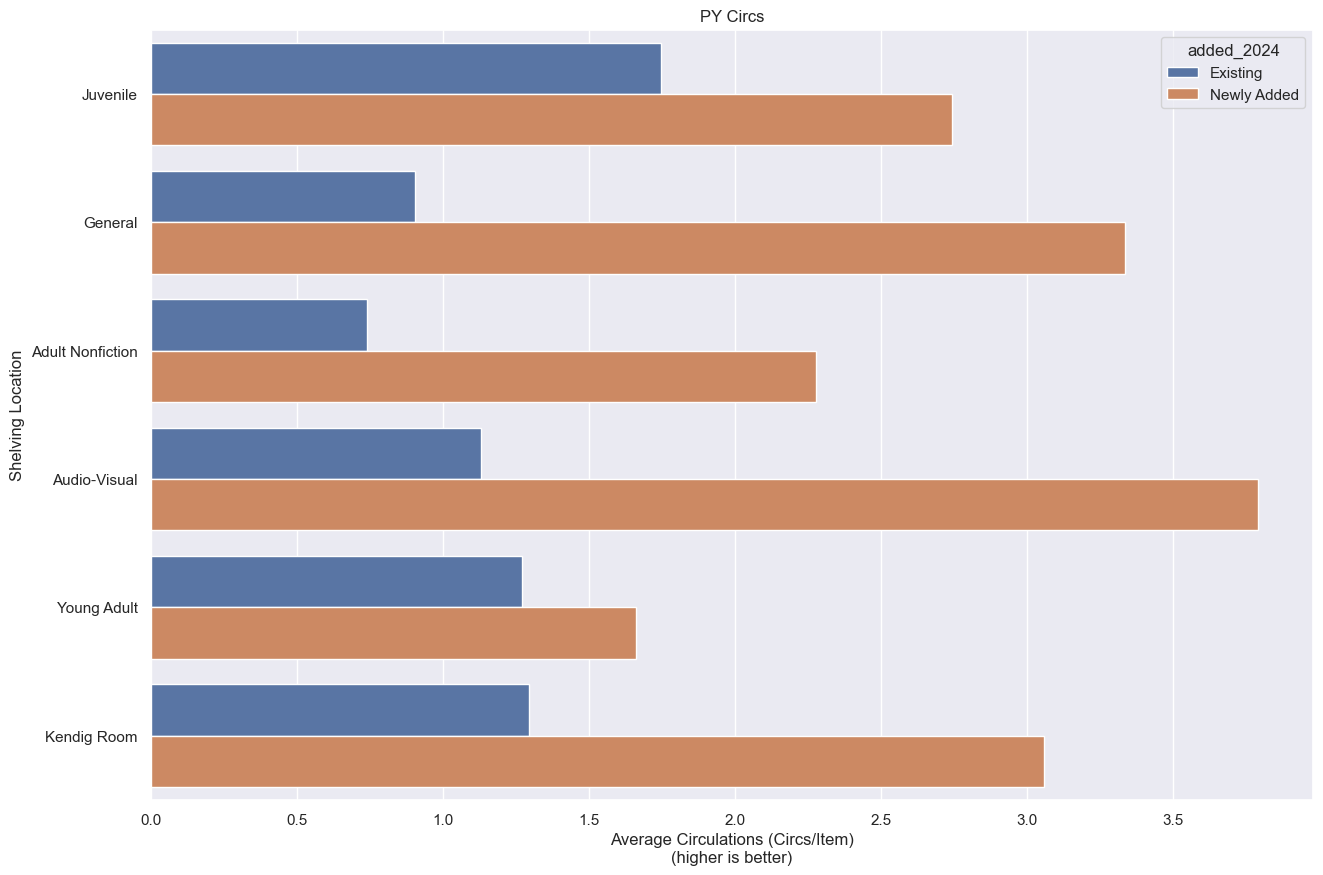 PY Circs
added_2024
Existing
Newly Added
Shelving Location
Juvenile
General
Adult Nonfiction
Audio-Visual
Young Adult
Kendig Room
0.0 0.5 1.0 1.5 2.0 2.5 3.0 3.5
Average Circulations (Circs/Item)
(higher is better)